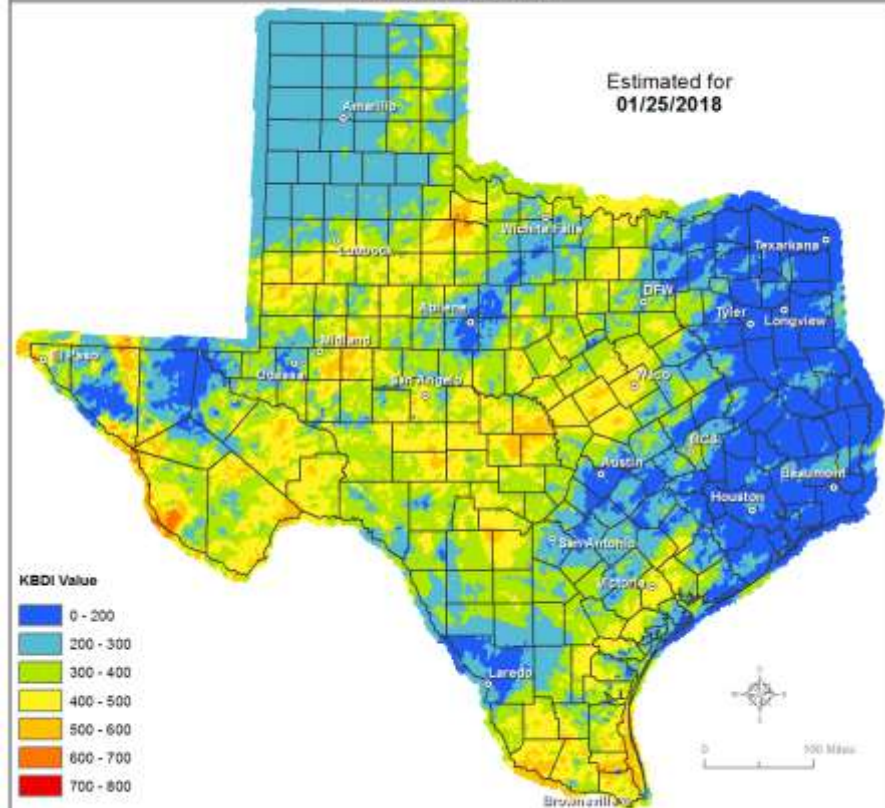 Estimated for
01/25/2018
Amarillo
Wichita Falls
Texarkana
Lubbock
DFW
Abilene
Tyler
Longview
Midland
El Paso
Odessa
San Angelo
Waco
BCS
Austin
Beaumont
Houston
San Antonio
Victoria
KBDI Value
0 - 200
200 - 300
300 - 400
400 - 500
500 - 600
600 - 700
700 - 800
Laredo
0
100 Miles
Brownsville